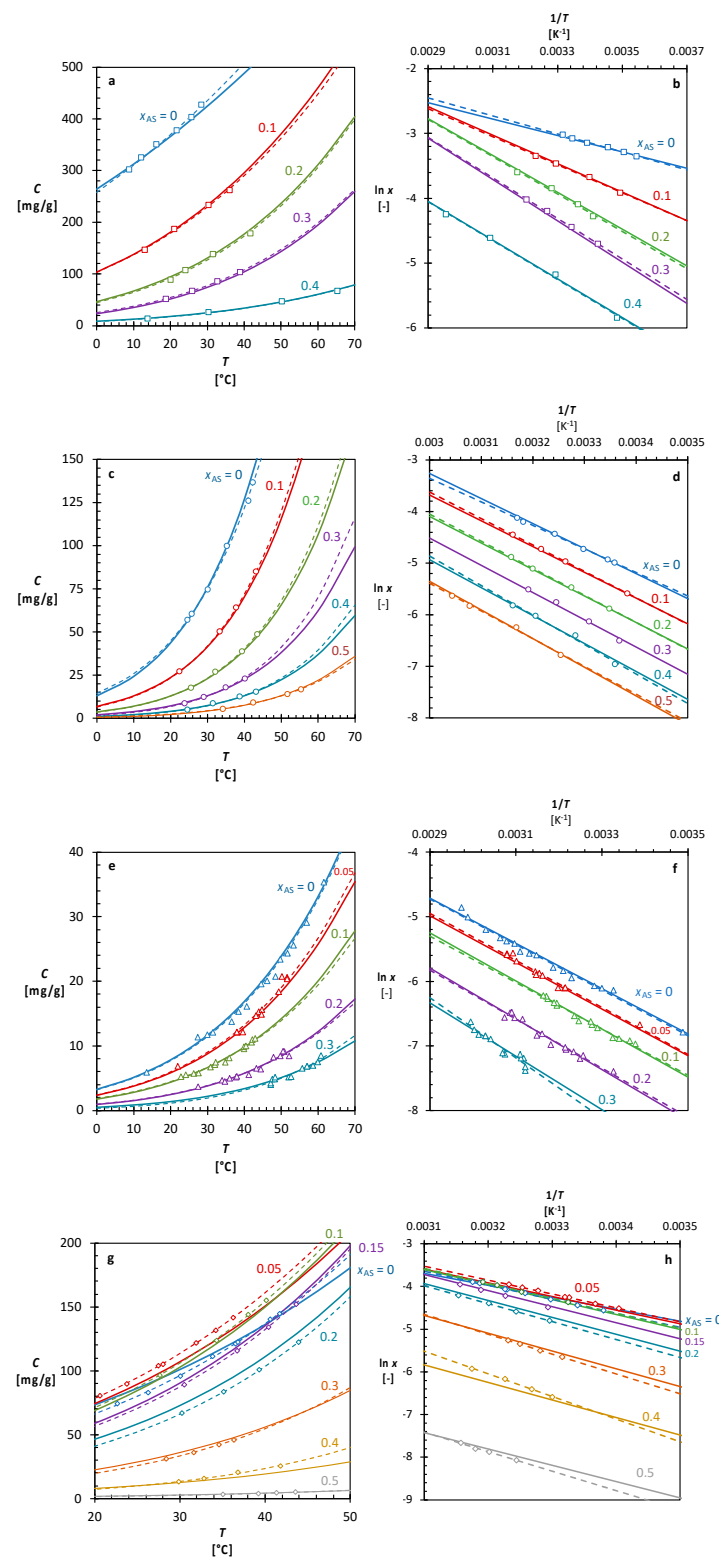 1/T
[K⁻¹]
0.0029 0.0031 0.0033 0.0035 0.0037
500
400
300
200
100
0
a
C
[mg/g]
xAS = 0
0.1
0.2
0.3
0.4
0 10 20 30 40 50 60 70
T
[°C]
-2
-3
-4
-5
-6
b
ln x
[-]
xAS = 0
0.1
0.2
0.3
0.4
1/T
[K⁻¹]
0.003 0.0031 0.0032 0.0033 0.0034 0.0035
150
125
100
75
50
25
0
c
C
[mg/g]
xAS = 0
0.1
0.2
0.3
0.4
0.5
0 10 20 30 40 50 60 70
T
[°C]
-3
-4
-5
-6
-7
-8
d
ln x
[-]
xAS = 0
0.1
0.2
0.3
0.4
0.5
1/T
[K⁻¹]
0.0029 0.0031 0.0033 0.0035
40
30
20
10
0
e
C
[mg/g]
xAS = 0
0.05
0.1
0.2
0.3
0 10 20 30 40 50 60 70
T
[°C]
-4
-5
-6
-7
-8
f
ln x
[-]
xAS = 0
0.05
0.1
0.2
0.3
1/T
[K⁻¹]
0.0031 0.0032 0.0033 0.0034 0.0035
200
150
100
50
0
g
C
[mg/g]
0.1
0.15
0.05
xAS = 0
0.2
0.3
0.4
0.5
20 30 40 50
T
[°C]
-3
-4
-5
-6
-7
-8
-9
h
ln x
[-]
0.05
xAS = 0
0.1
0.15
0.2
0.3
0.4
0.5